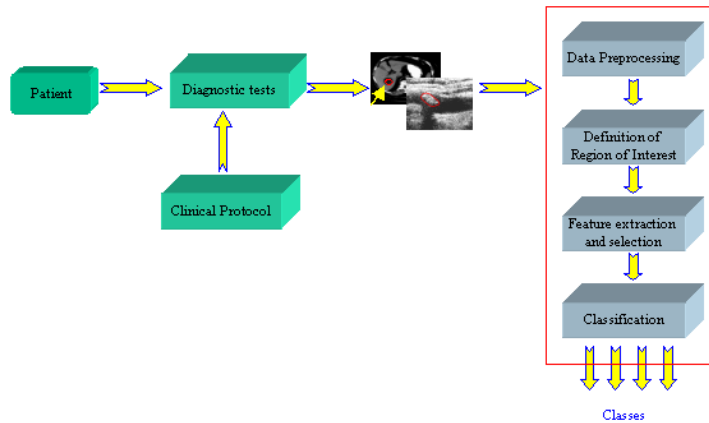 Patient
Diagnostic tests
Clinical Protocol
Data Preprocessing
Definition of
Region of Interest
Feature extraction
and selection
Classification
Classes